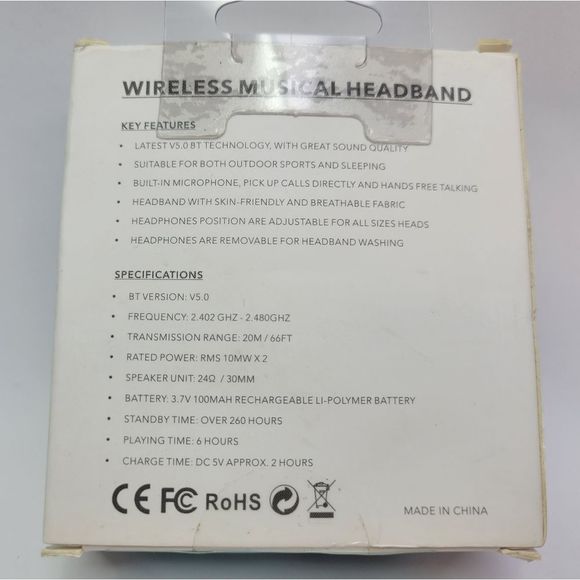 WIRELESS MUSICAL HEADBAND
KEY FEATURES
• LATEST V5.0 BT TECHNOLOGY, WITH GREAT SOUND QUALITY
• SUITABLE FOR BOTH OUTDOOR SPORTS AND SLEEPING
• BUILT-IN MICROPHONE, PICK UP CALLS DIRECTLY AND HANDS FREE TALKING
• HEADBAND WITH SKIN-FRIENDLY AND BREATHABLE FABRIC
• HEADPHONES POSITION ARE ADJUSTABLE FOR ALL SIZES HEADS
• HEADPHONES ARE REMOVABLE FOR HEADBAND WASHING
SPECIFICATIONS
• BT VERSION: V5.0
• FREQUENCY: 2.402 GHZ - 2.480GHZ
• TRANSMISSION RANGE: 20M / 66FT
• RATED POWER: RMS 10MW X 2
• SPEAKER UNIT: 24Ω / 30MM
• BATTERY: 3.7V 100MAH RECHARGEABLE LI-POLYMER BATTERY
• STANDBY TIME: OVER 260 HOURS
• PLAYING TIME: 6 HOURS
• CHARGE TIME: DC 5V APPROX. 2 HOURS
CE FC RoHS
MADE IN CHINA